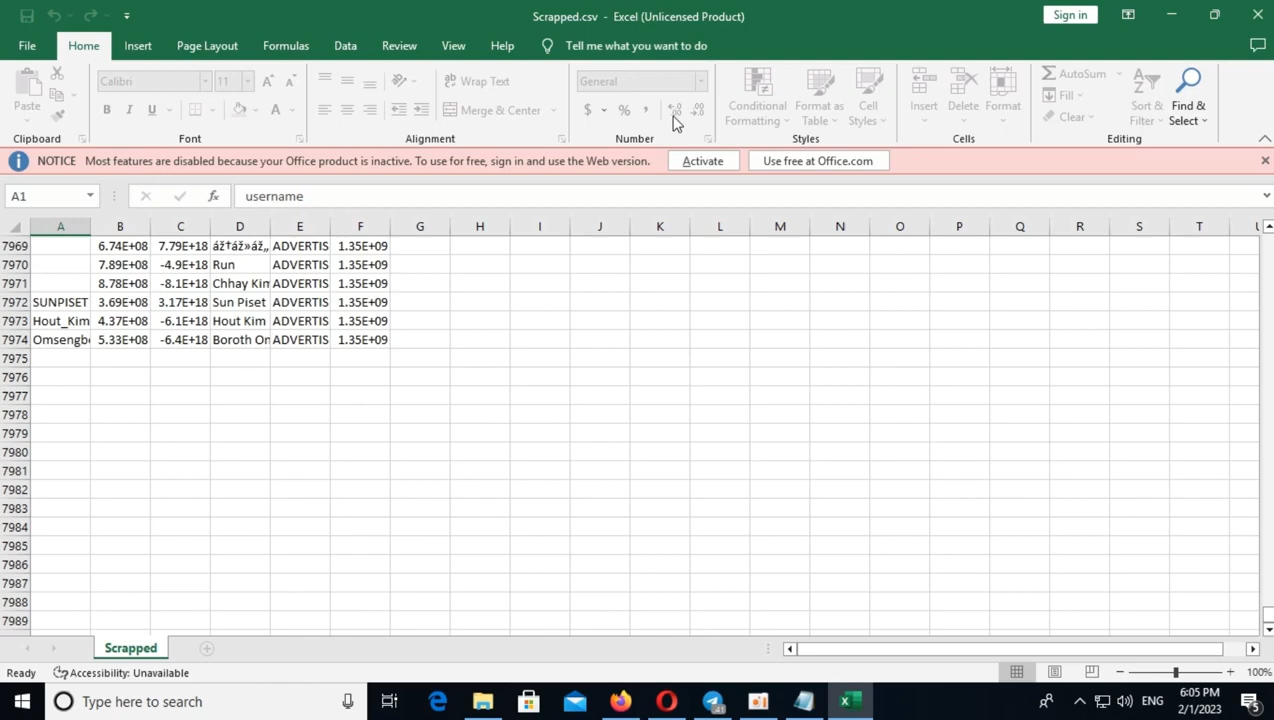 Scrapped.csv - Excel (Unlicensed Product)
Sign in
File Home Insert Page Layout Formulas Data Review View Help Tell me what you want to do
Paste
Calibri 11
B I U A
Wrap Text
Merge & Center
General
$ % ,
Conditional Formatting
Format as Table
Cell Styles
Insert Delete Format
AutoSum
Fill
Clear
Sort & Filter
Find & Select
Clipboard Font Alignment Number Styles Cells Editing
NOTICE Most features are disabled because your Office product is inactive. To use for free, sign in and use the Web version. Activate Use free at Office.com
A1 fx username
A B C D E F G H I J K L M N O P Q R S T U
7969 6.74E+08 7.79E+18 áž†áž»áž„ ADVERTIS 1.35E+09
7970 7.89E+08 -4.9E+18 Run ADVERTIS 1.35E+09
7971 8.78E+08 -8.1E+18 Chhay Kim ADVERTIS 1.35E+09
7972 SUNPISET 3.69E+08 3.17E+18 Sun Piset ADVERTIS 1.35E+09
7973 Hout_Kim 4.37E+08 -6.1E+18 Hout Kim ADVERTIS 1.35E+09
7974 Omsengb 5.33E+08 -6.4E+18 Boroth On ADVERTIS 1.35E+09
7975
7976
7977
7978
7979
7980
7981
7982
7983
7984
7985
7986
7987
7988
7989
Scrapped
Ready Accessibility: Unavailable 100%
Type here to search
41
ENG
6:05 PM
2/1/2023
5